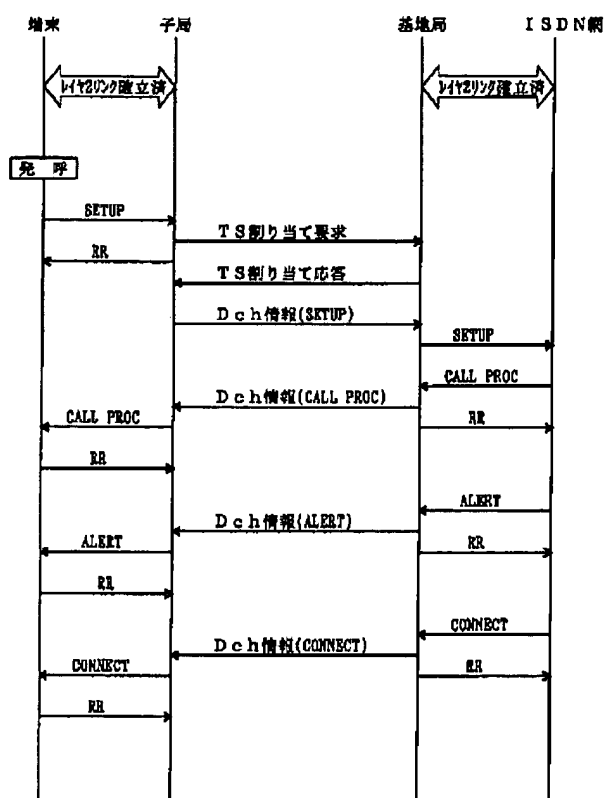 端末 子局 基地局 ISDN網
レイヤ2リンク確立済 レイヤ2リンク確立済
発呼
SETUP
TS割り当て要求
RR
TS割り当て応答
Dch情報(SETUP)
SETUP
CALL PROC
Dch情報(CALL PROC)
CALL PROC RR
RR
ALERT
Dch情報(ALERT)
ALERT RR
RR
CONNECT
Dch情報(CONNECT)
CONNECT RR
RR